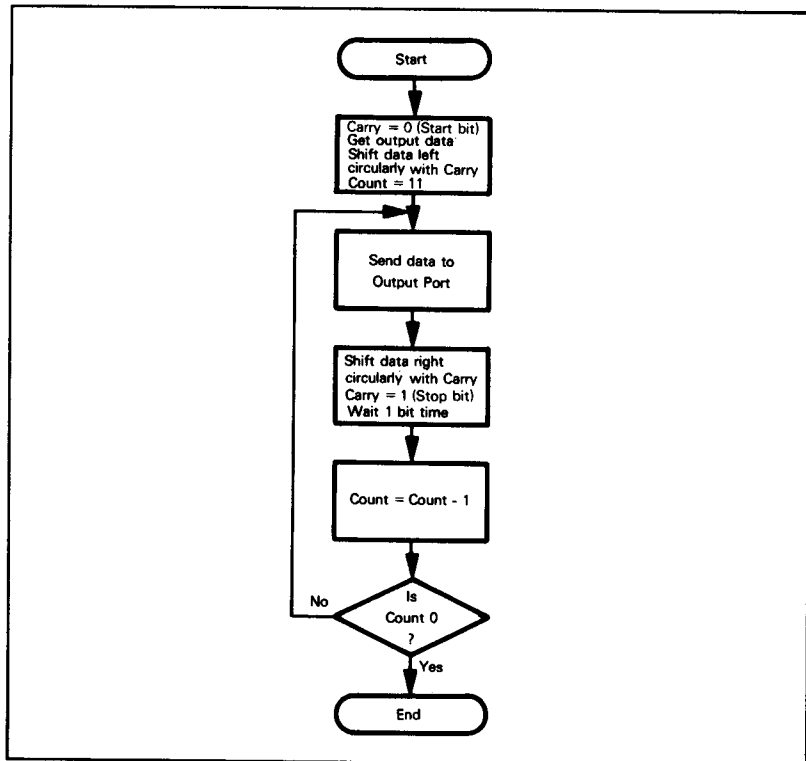 Start
Carry = 0 (Start bit)
Get output data
Shift data left
circularly with Carry
Count = 11
Send data to
Output Port
Shift data right
circularly with Carry
Carry = 1 (Stop bit)
Wait 1 bit time
Count = Count - 1
Is
Count 0
?
No
Yes
End